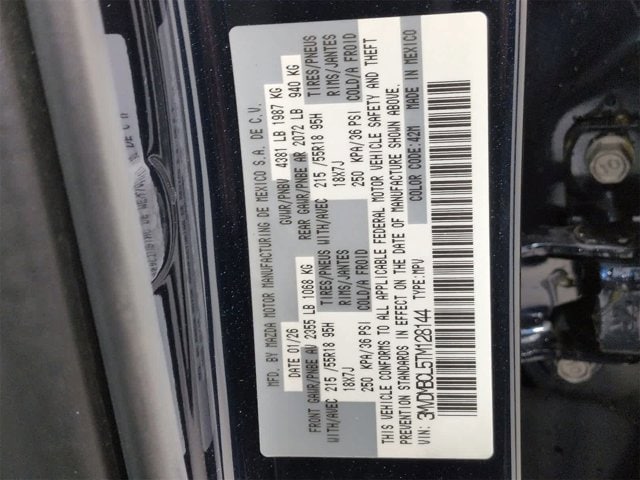 MFD. BY MAZDA MOTOR MANUFACTURING DE MEXICO S.A. DE C.V.
DATE 01/26 GVWR/PNBV 4381 LB 1987 KG
FRONT GAWR/PNBE AV 2355 LB 1068 KG REAR GAWR/PNBE AR 2072 LB 940 KG
TIRES/PNEUS TIRES/PNEUS
WITH/AVEC 215 /55R18 95H RIMS/JANTES WITH/AVEC 215 /55R18 95H RIMS/JANTES
18X7J COLD/A FROID 18X7J COLD/A FROID
250 KPA/36 PSI 250 KPA/36 PSI
THIS VEHICLE CONFORMS TO ALL APPLICABLE FEDERAL MOTOR VEHICLE SAFETY AND THEFT
PREVENTION STANDARDS IN EFFECT ON THE DATE OF MANUFACTURE SHOWN ABOVE.
VIN: 3MVDMBCL5TM128144 TYPE: MPV COLOR CODE: 42M MADE IN MEXICO